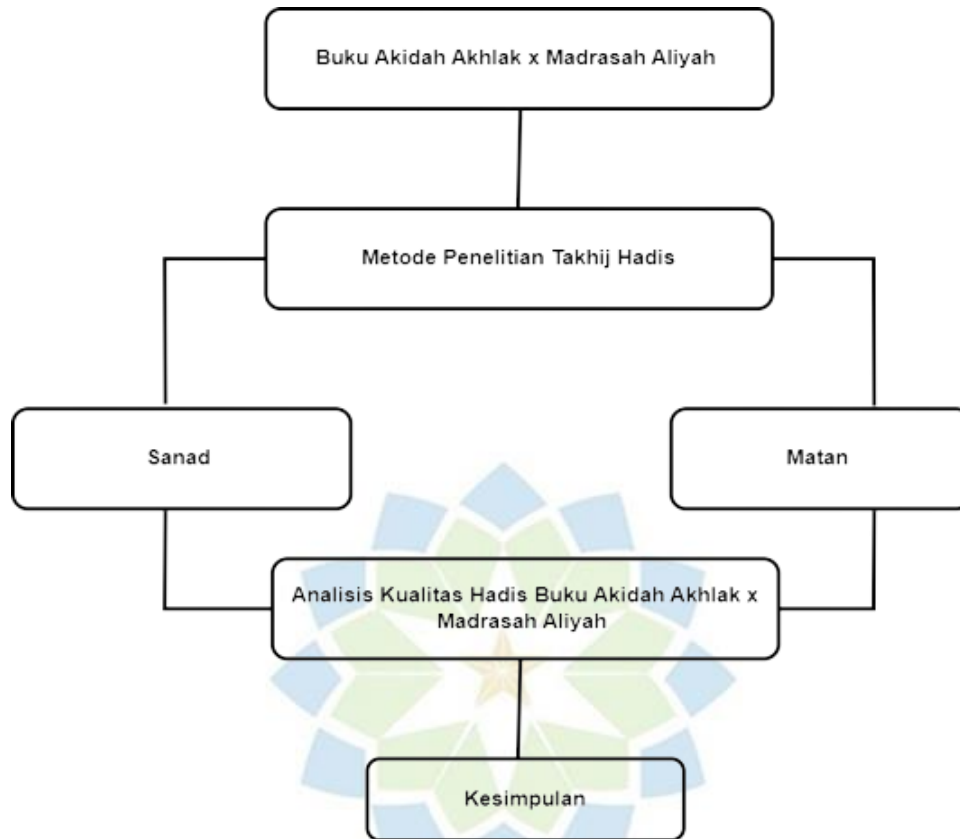 Buku Akidah Akhlak x Madrasah Aliyah
Metode Penelitian Takhij Hadis
Sanad
Matan
Analisis Kualitas Hadis Buku Akidah Akhlak x
Madrasah Aliyah
Kesimpulan